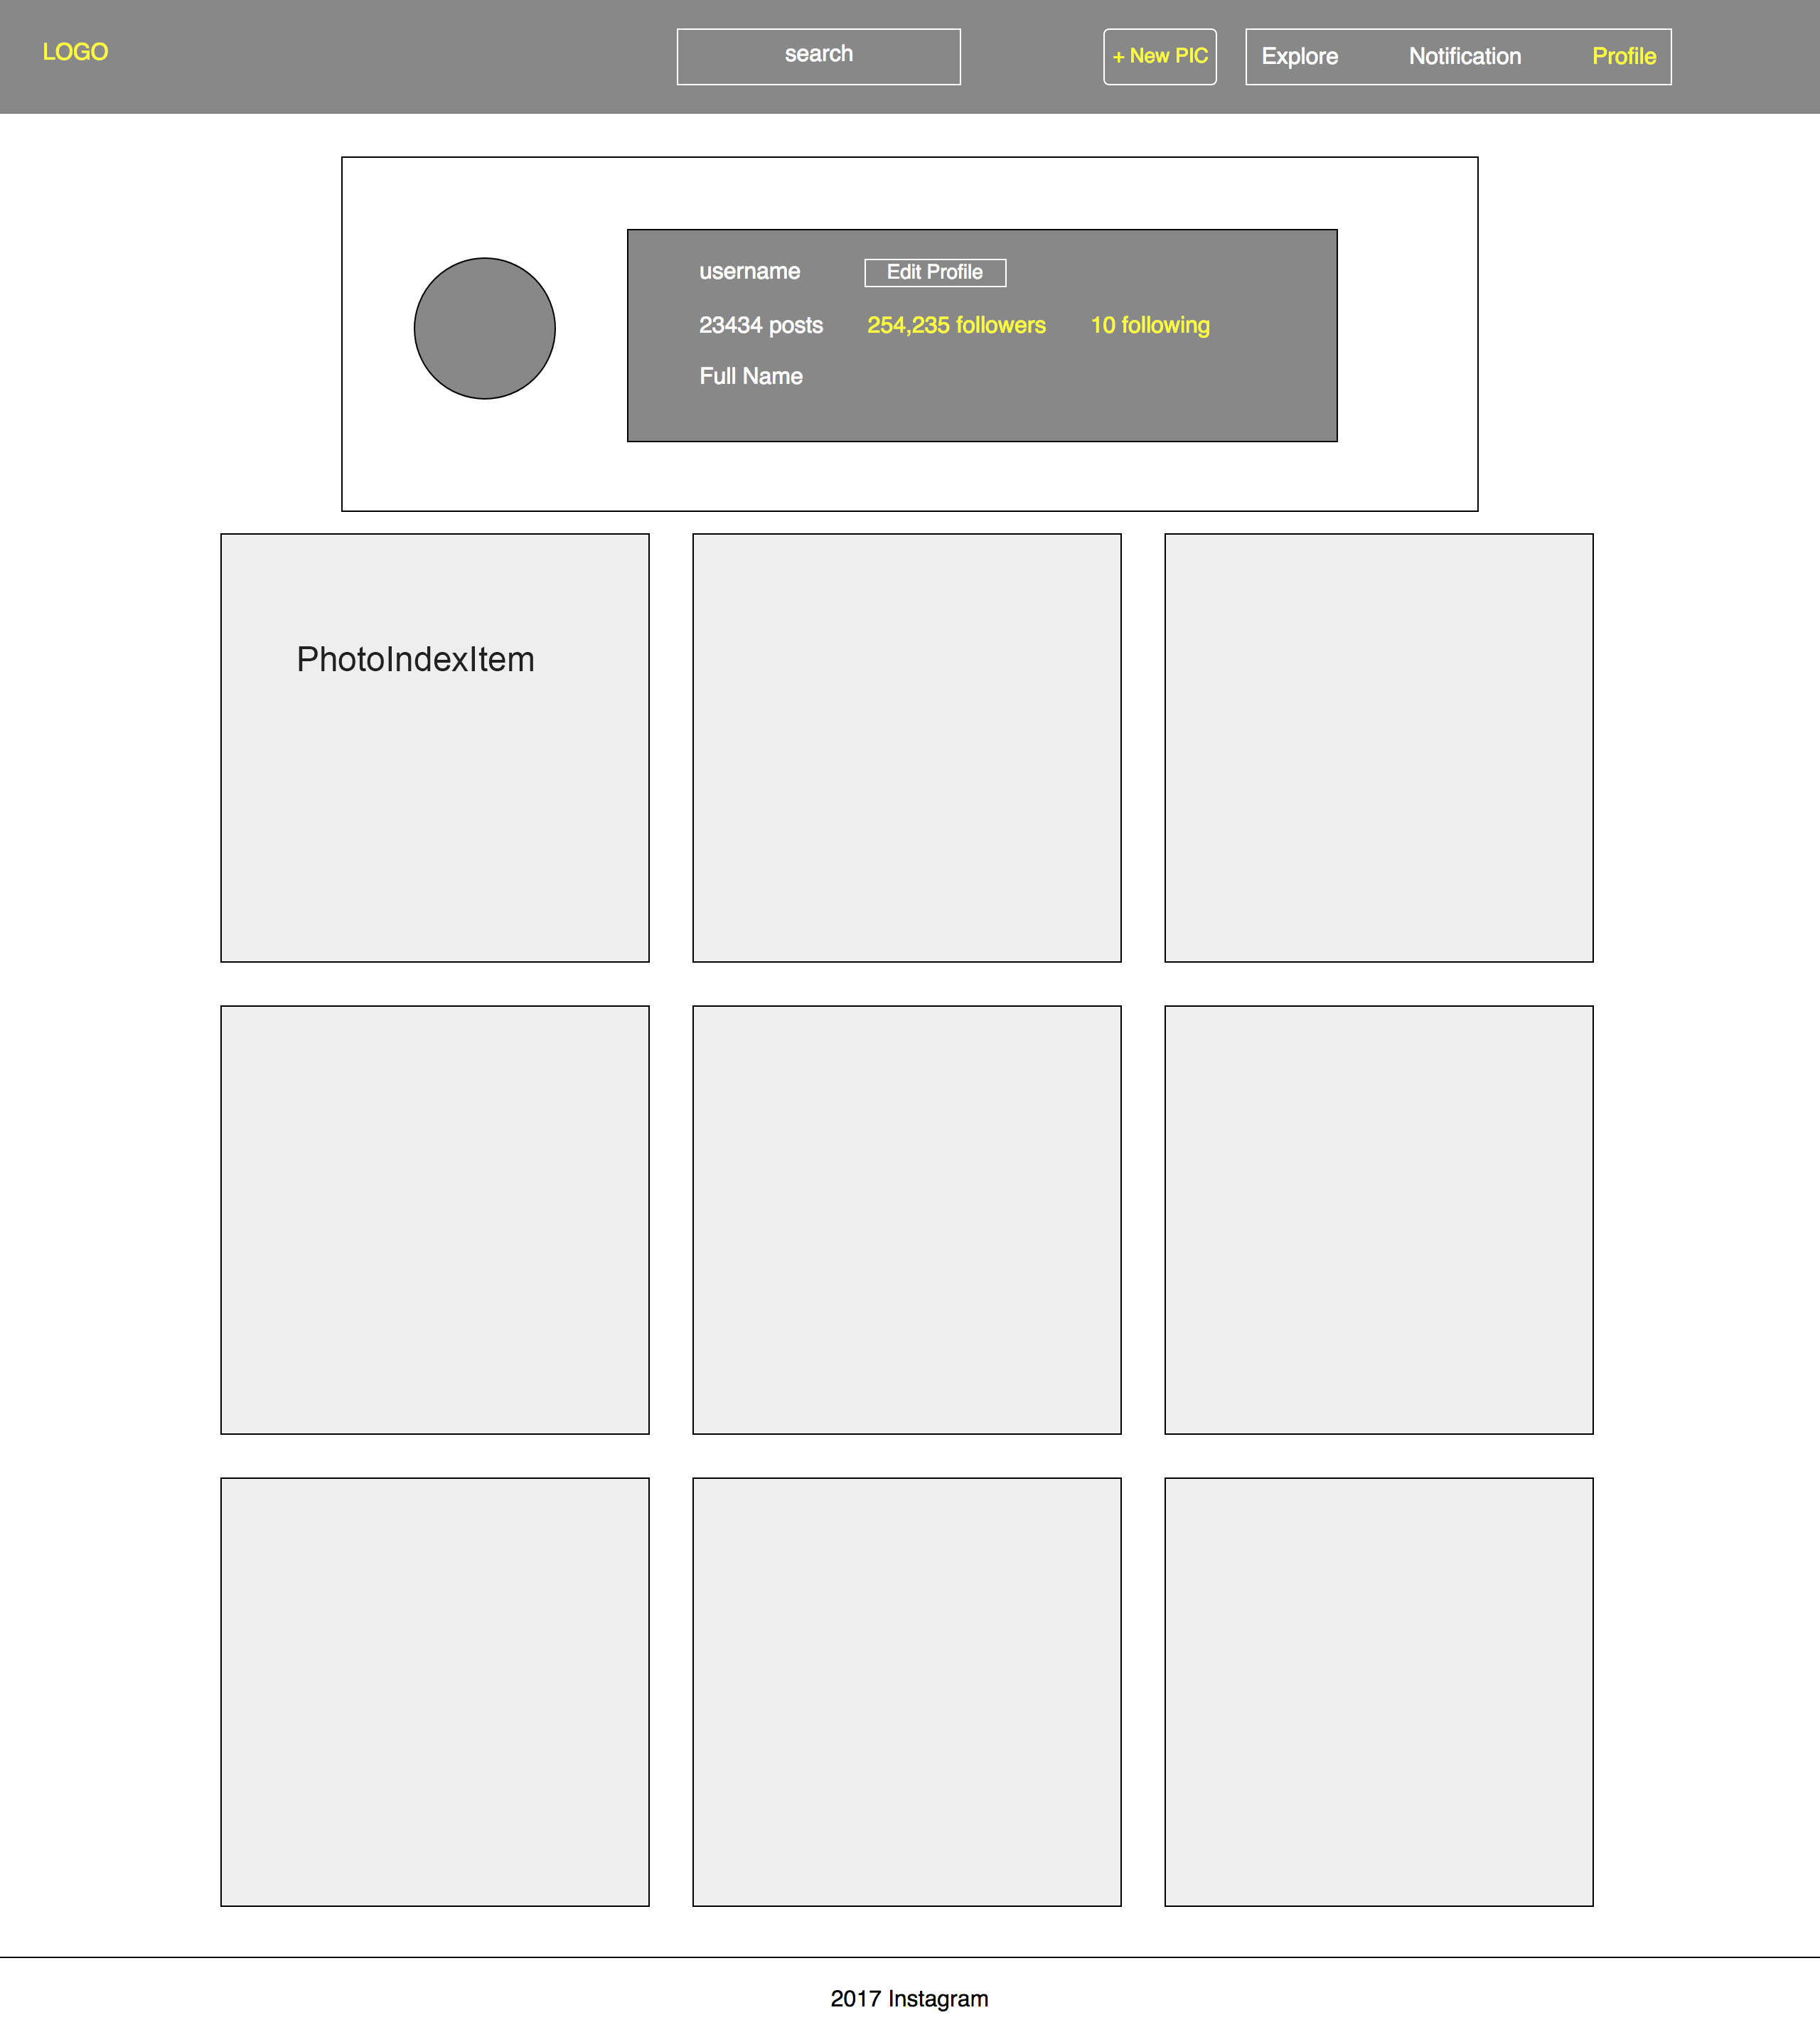 LOGO search + New PIC Explore Notification Profile
username Edit Profile
23434 posts 254,235 followers 10 following
Full Name
PhotoIndexItem
2017 Instagram